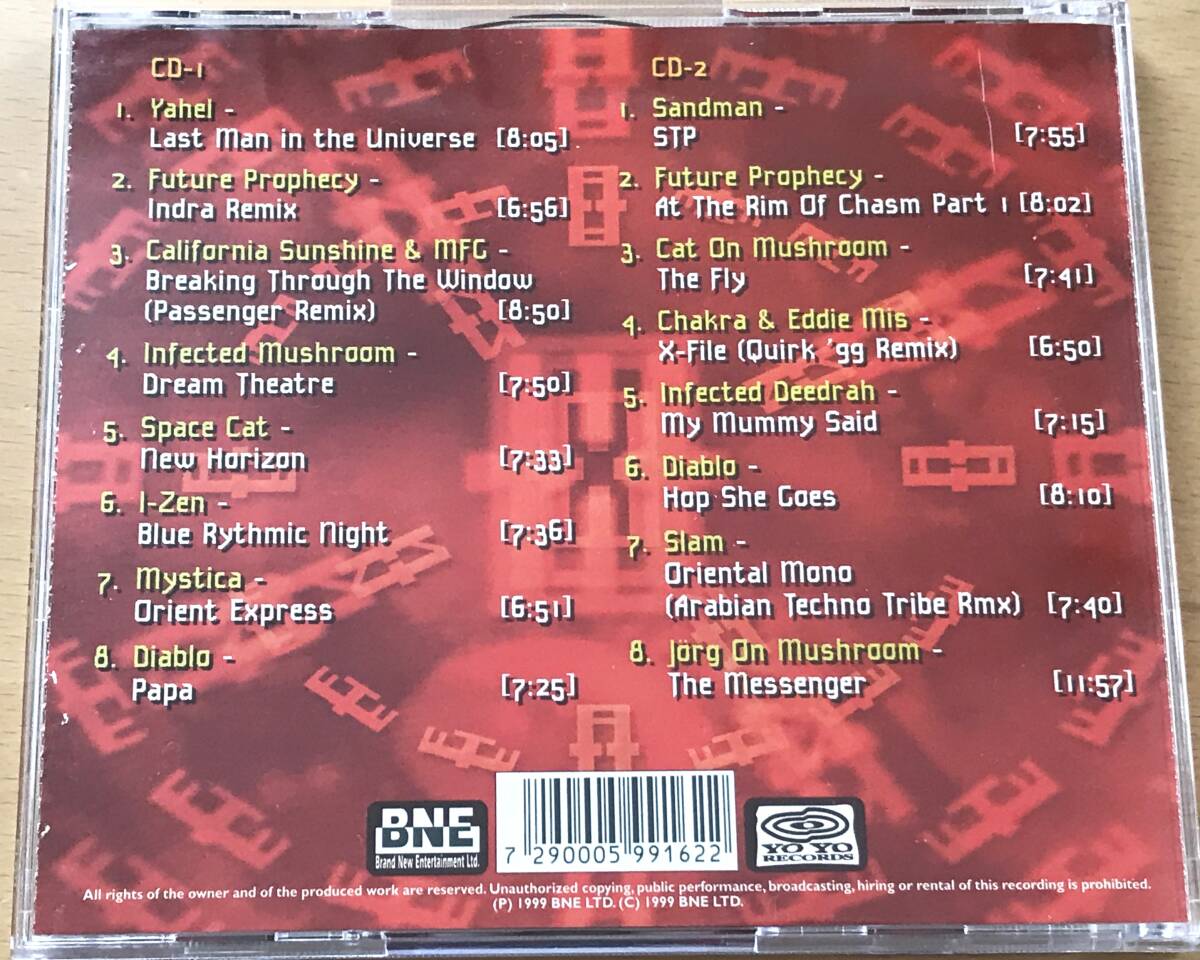 CD-1
1. Yahel -
Last Man in the Universe [8:05]
2. Future Prophecy -
Indra Remix [6:56]
3. California Sunshine & MFG -
Breaking Through The Window
(Passenger Remix) [8:50]
4. Infected Mushroom -
Dream Theatre [7:50]
5. Space Cat -
New Horizon [7:33]
6. I-Zen -
Blue Rythmic Night [7:36]
7. Mystica -
Orient Express [6:51]
8. Diablo -
Papa [7:25]
CD-2
1. Sandman -
STP [7:55]
2. Future Prophecy -
At The Rim Of Chasm Part 1 [8:02]
3. Cat On Mushroom -
The Fly [7:41]
4. Chakra & Eddie Mis -
X-File (Quirk '99 Remix) [6:50]
5. Infected Deedrah -
My Mummy Said [7:15]
6. Diablo -
Hop She Goes [8:10]
7. Slam -
Oriental Mono
(Arabian Techno Tribe Rmx) [7:40]
8. Jörg On Mushroom -
The Messenger [11:57]
BNE
Brand New Entertainment Ltd.
7 290005 991622
YO YO
RECORDS
All rights of the owner and of the produced work are reserved. Unauthorized copying, public performance, broadcasting, hiring or rental of this recording is prohibited.
(P) 1999 BNE LTD. (C) 1999 BNE LTD.